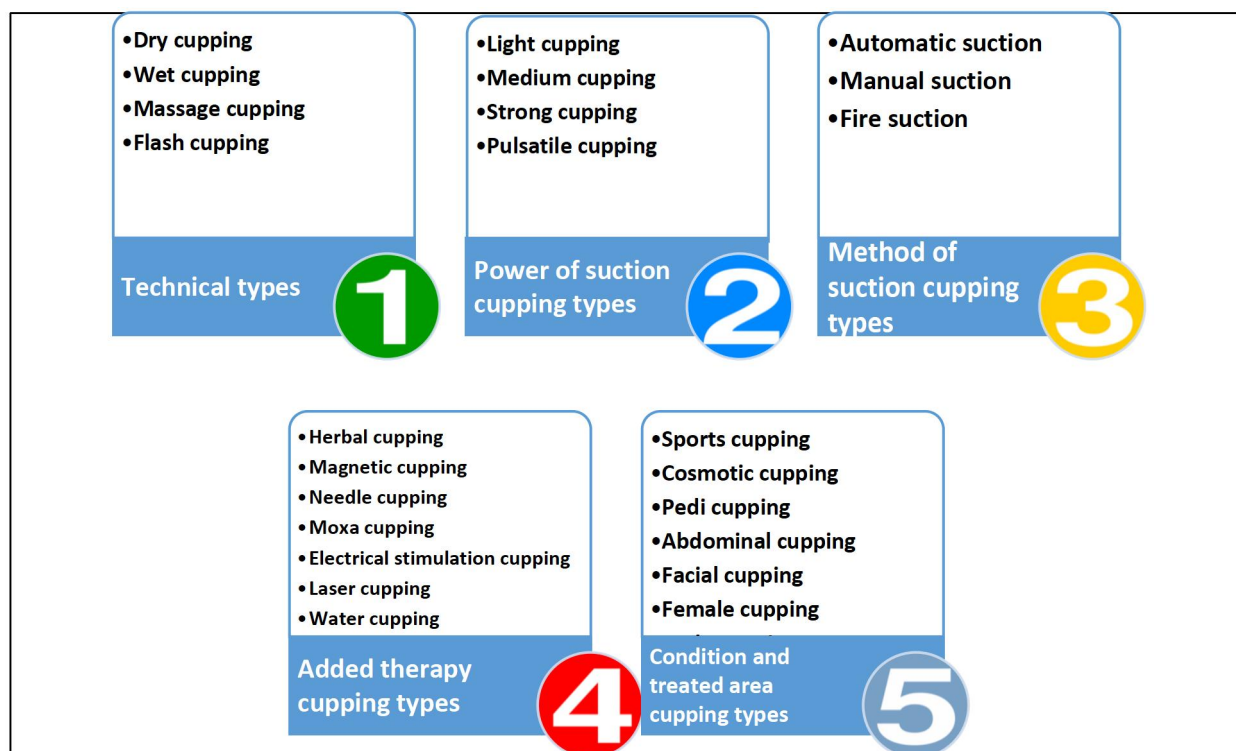 •Dry cupping
•Wet cupping
•Massage cupping
•Flash cupping
Technical types
1
•Light cupping
•Medium cupping
•Strong cupping
•Pulsatile cupping
Power of suction
cupping types
2
•Automatic suction
•Manual suction
•Fire suction
Method of
suction cupping
types
3
•Herbal cupping
•Magnetic cupping
•Needle cupping
•Moxa cupping
•Electrical stimulation cupping
•Laser cupping
•Water cupping
Added therapy
cupping types
4
•Sports cupping
•Cosmotic cupping
•Pedi cupping
•Abdominal cupping
•Facial cupping
•Female cupping
Condition and
treated area
cupping types
5